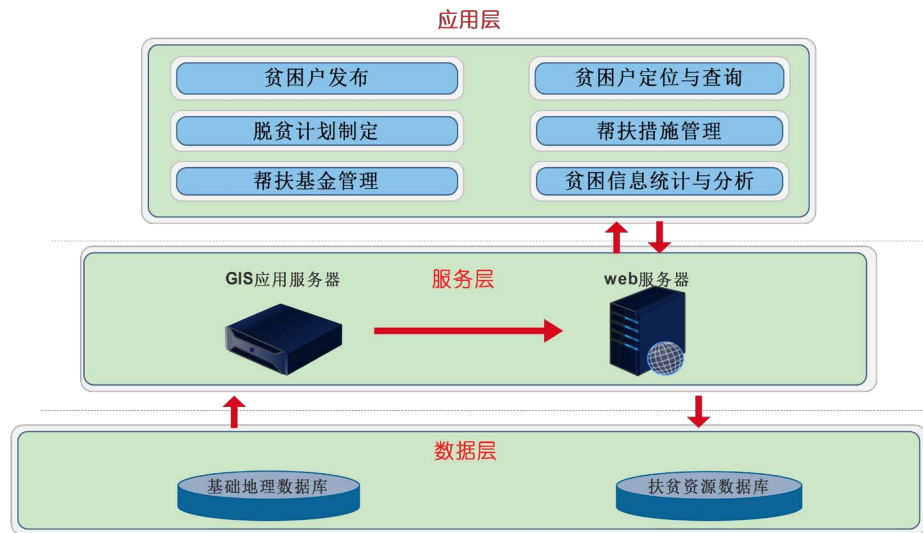 应用层
贫困户发布
贫困户定位与查询
脱贫计划制定
帮扶措施管理
帮扶基金管理
贫困信息统计与分析
GIS应用服务器
服务层
web服务器
数据层
基础地理数据库
扶贫资源数据库